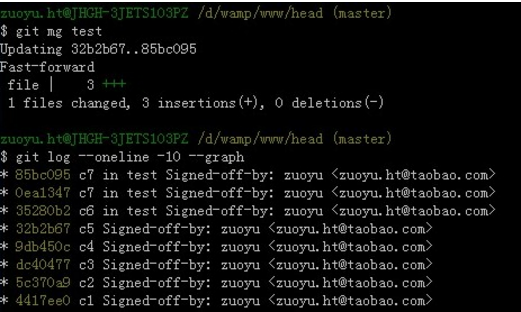 zuoyu.ht@JHGH-3JETS1O3PZ /d/wamp/www/head (master)
$ git mg test
Updating 32b2b67..85bc095
Fast-forward
 file |    3 +++
 1 files changed, 3 insertions(+), 0 deletions(-)
zuoyu.ht@JHGH-3JETS1O3PZ /d/wamp/www/head (master)
$ git log --oneline -10 --graph
* 85bc095 c7 in test Signed-off-by: zuoyu <zuoyu.ht@taobao.com>
* 0ea1347 c7 in test Signed-off-by: zuoyu <zuoyu.ht@taobao.com>
* 35280b2 c6 in test Signed-off-by: zuoyu <zuoyu.ht@taobao.com>
* 32b2b67 c5 Signed-off-by: zuoyu <zuoyu.ht@taobao.com>
* 9db450c c4 Signed-off-by: zuoyu <zuoyu.ht@taobao.com>
* dc40477 c3 Signed-off-by: zuoyu <zuoyu.ht@taobao.com>
* 5c370a9 c2 Signed-off-by: zuoyu <zuoyu.ht@taobao.com>
* 4417ee0 c1 Signed-off-by: zuoyu <zuoyu.ht@taobao.com>